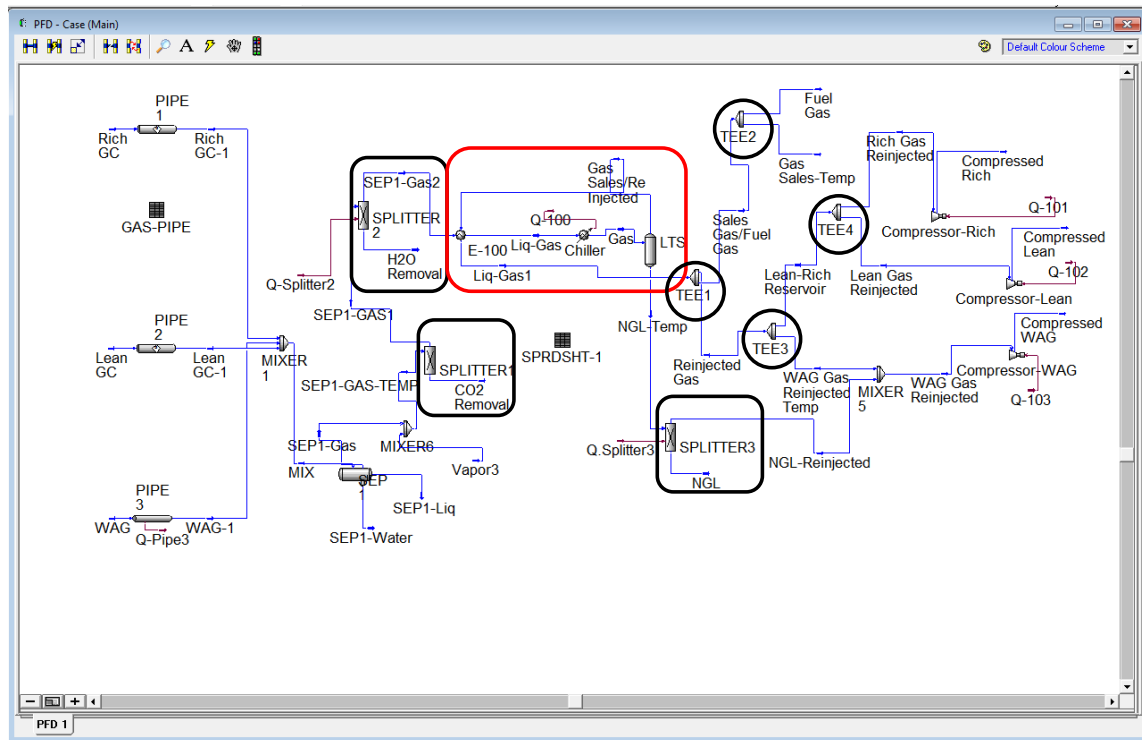 PFD - Case (Main)
A
Default Colour Scheme
PIPE
1
Rich
GC
Rich
GC-1
GAS-PIPE
PIPE
2
Lean
GC
Lean
GC-1
MIXER
1
PIPE
3
WAG
WAG-1
Q-Pipe3
MIX
SEP1-Gas
SEP
1
SEP1-Liq
SEP1-Water
MIXER6
Vapor3
SEP1-GAS-TEMP
SPLITTER1
CO2
Removal
SEP1-GAS1
Q-Splitter2
SEP1-Gas2
SPLITTER
2
H2O
Removal
E-100
Liq-Gas
Liq-Gas1
Q-100
Chiller
Gas
Gas
Sales/Re
Injected
LTS
NGL-Temp
SPRDSHT-1
TEE1
Sales
Gas/Fuel
Gas
TEE2
Fuel
Gas
Gas
Sales-Temp
Reinjected
Gas
TEE3
Lean-Rich
Reservoir
TEE4
Rich Gas
Reinjected
Compressed
Rich
Q-101
Compressor-Rich
Lean Gas
Reinjected
Compressed
Lean
Q-102
Compressor-Lean
WAG Gas
Reinjected
Temp
MIXER
5
WAG Gas
Reinjected
Compressed
WAG
Compressor-WAG
Q-103
Q.Splitter3
SPLITTER3
NGL
NGL-Reinjected
PFD 1